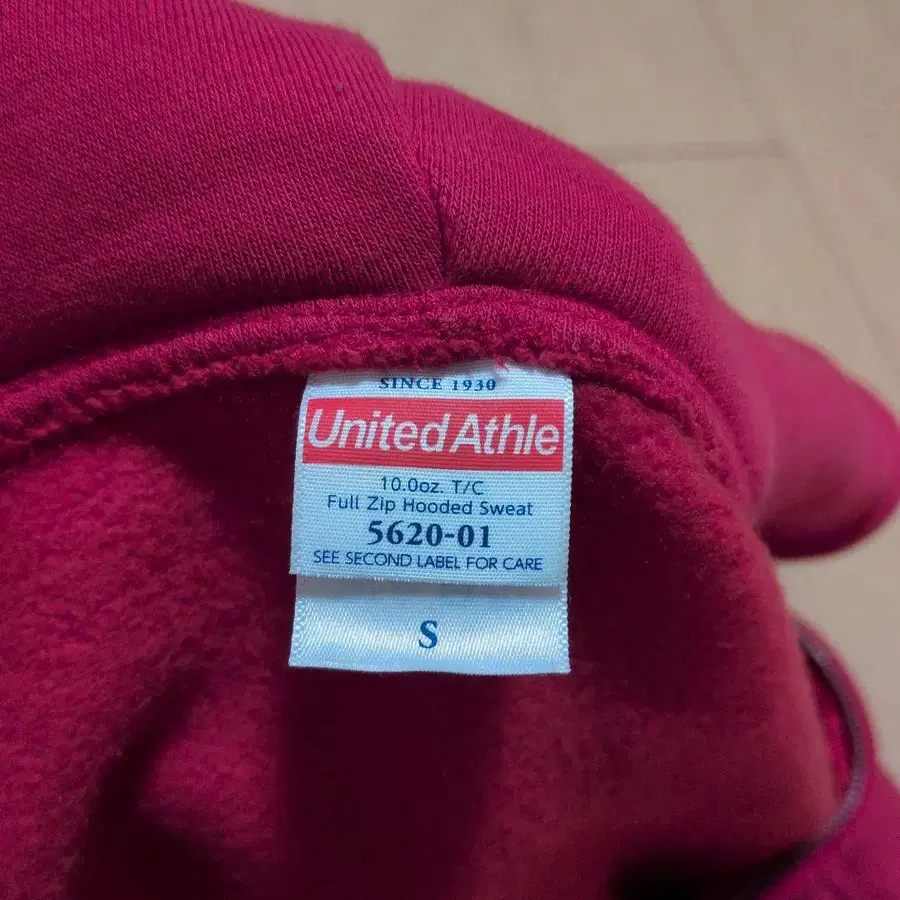 SINCE 1930
United Athle
10.0oz. T/C
Full Zip Hooded Sweat
5620-01
SEE SECOND LABEL FOR CARE
S